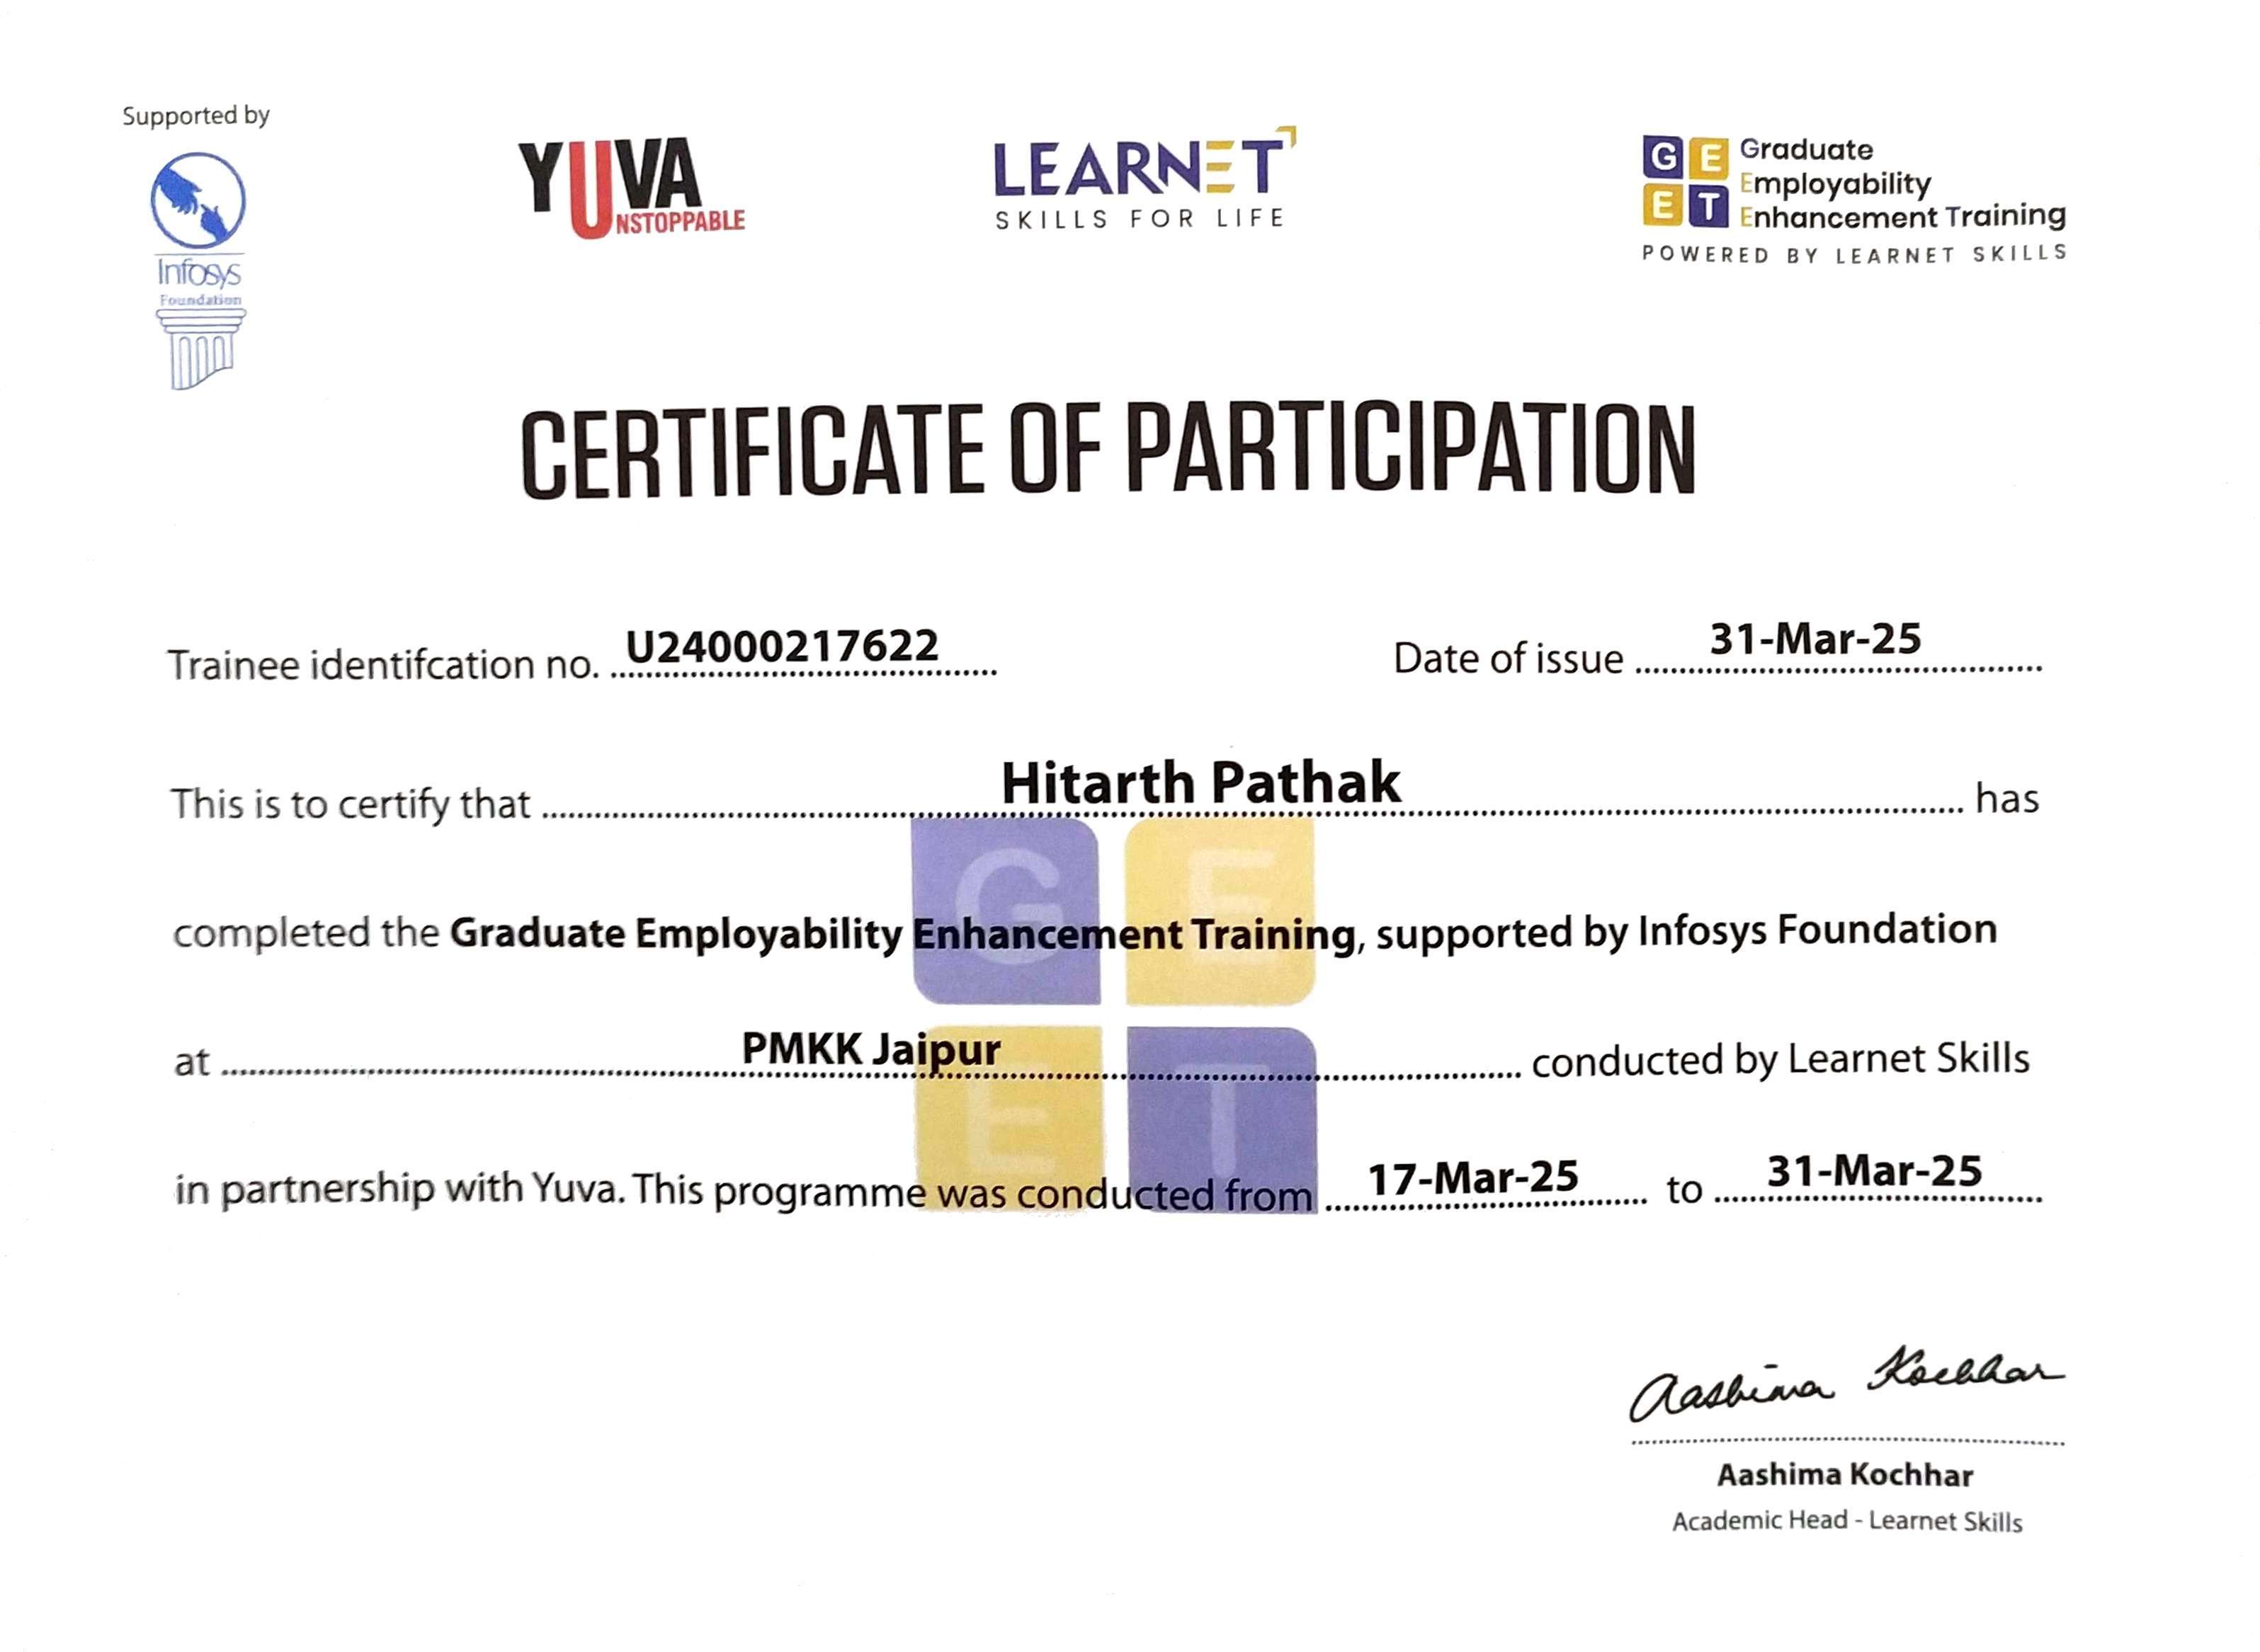 Supported by
Infosys
Foundation
YUVA
UNSTOPPABLE
LEARNET
SKILLS FOR LIFE
G E E T
Graduate
Employability
Enhancement Training
POWERED BY LEARNET SKILLS
CERTIFICATE OF PARTICIPATION
Trainee identifcation no. U24000217622 Date of issue 31-Mar-25
This is to certify that Hitarth Pathak has
completed the Graduate Employability Enhancement Training, supported by Infosys Foundation
at PMKK Jaipur conducted by Learnet Skills
in partnership with Yuva. This programme was conducted from 17-Mar-25 to 31-Mar-25
G E
E T
Aashima Kochhar
Aashima Kochhar
Academic Head - Learnet Skills